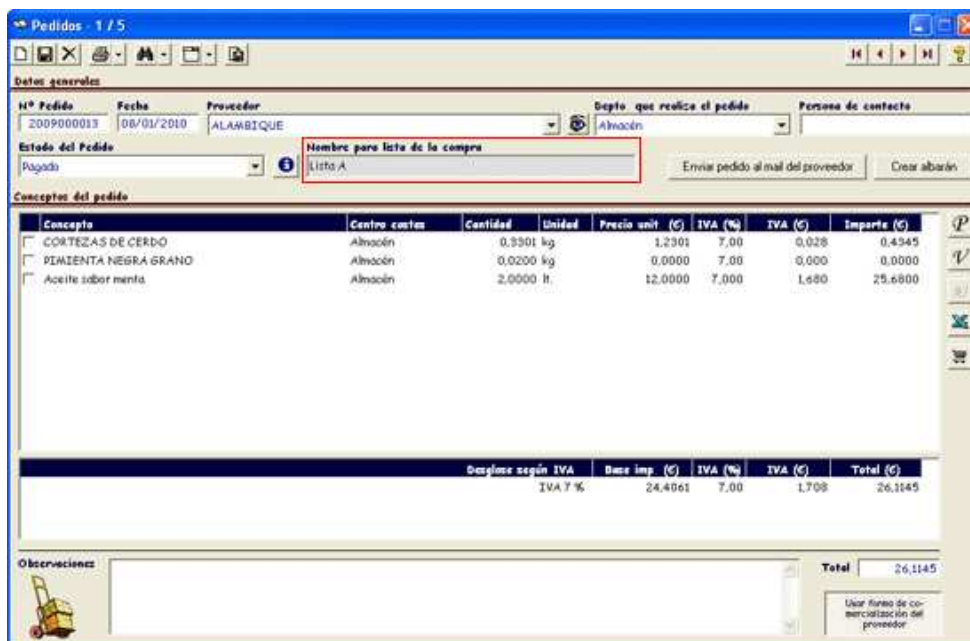 Pedidos - 1 / 5
Datos generales
Nº Pedido Fecha Proveedor Depto que realiza el pedido Persona de contacto
2009000013 08/01/2010 ALAMBIQUE Almacén
Estado del Pedido Nombre para lista de la compra
Pagado Lista A Enviar pedido al mail del proveedor Crear albarán
Conceptos del pedido
Concepto Centro costes Cantidad Unidad Precio unit. (€) IVA (%) IVA (€) Importe (€)
CORTEZAS DE CERDO Almacén 0,3301 kg 1,2301 7,00 0,028 0,4345
PIMIENTA NEGRA GRANO Almacén 0,0200 kg 0,0000 7,00 0,000 0,0000
Aceite sabor menta Almacén 2,0000 lt. 12,0000 7,000 1,680 25,6800
Desglose según IVA Base imp. (€) IVA (%) IVA (€) Total (€)
IVA 7 % 24,4061 7,00 1,708 26,1145
Observaciones Total 26,1145
Usar forma de co-
mercialización del
proveedor